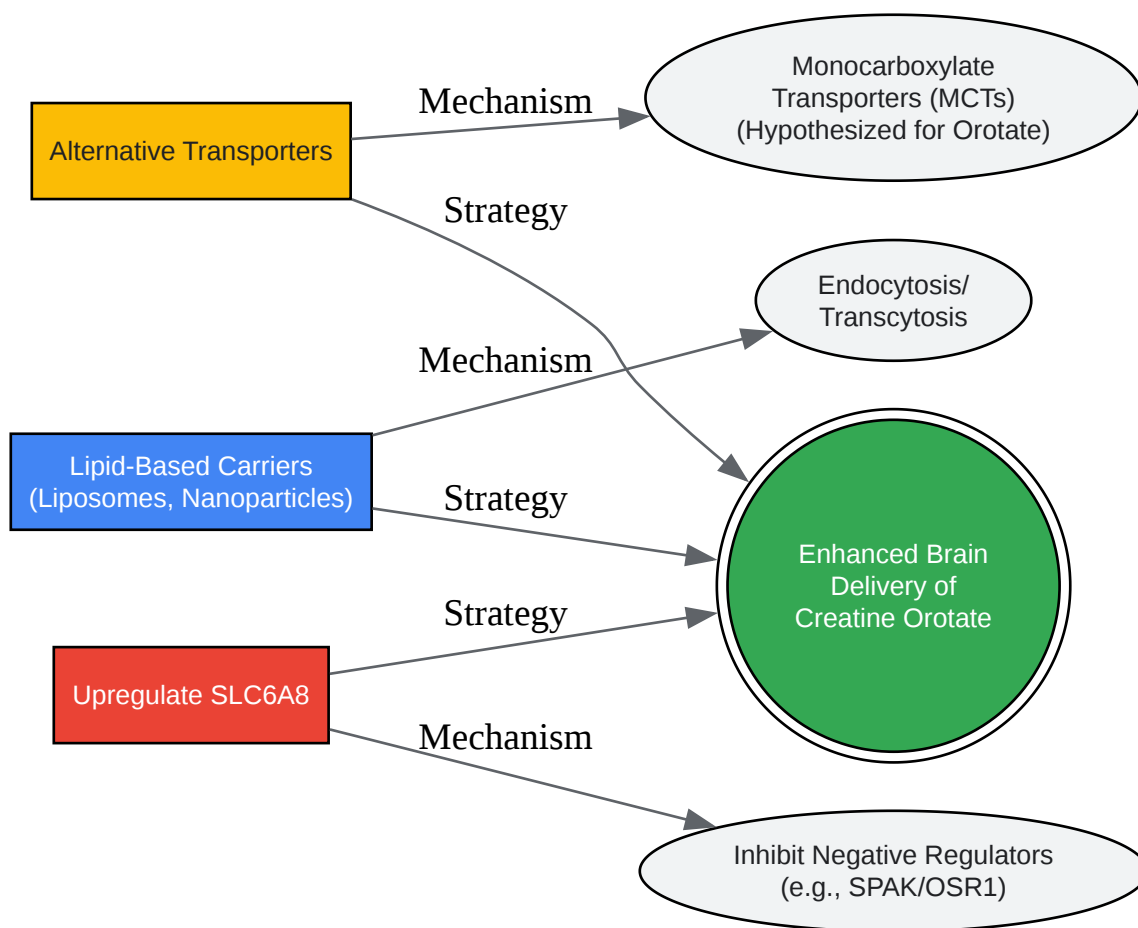 Monocarboxylate
Transporters (MCTs)
(Hypothesized for Orotate)
Mechanism
Alternative Transporters
Strategy
Endocytosis/
Transcytosis
Mechanism
Lipid-Based Carriers
(Liposomes, Nanoparticles)
Strategy
Enhanced Brain
Delivery of
Creatine Orotate
Strategy
Upregulate SLC6A8
Mechanism
Inhibit Negative Regulators
(e.g., SPAK/OSR1)